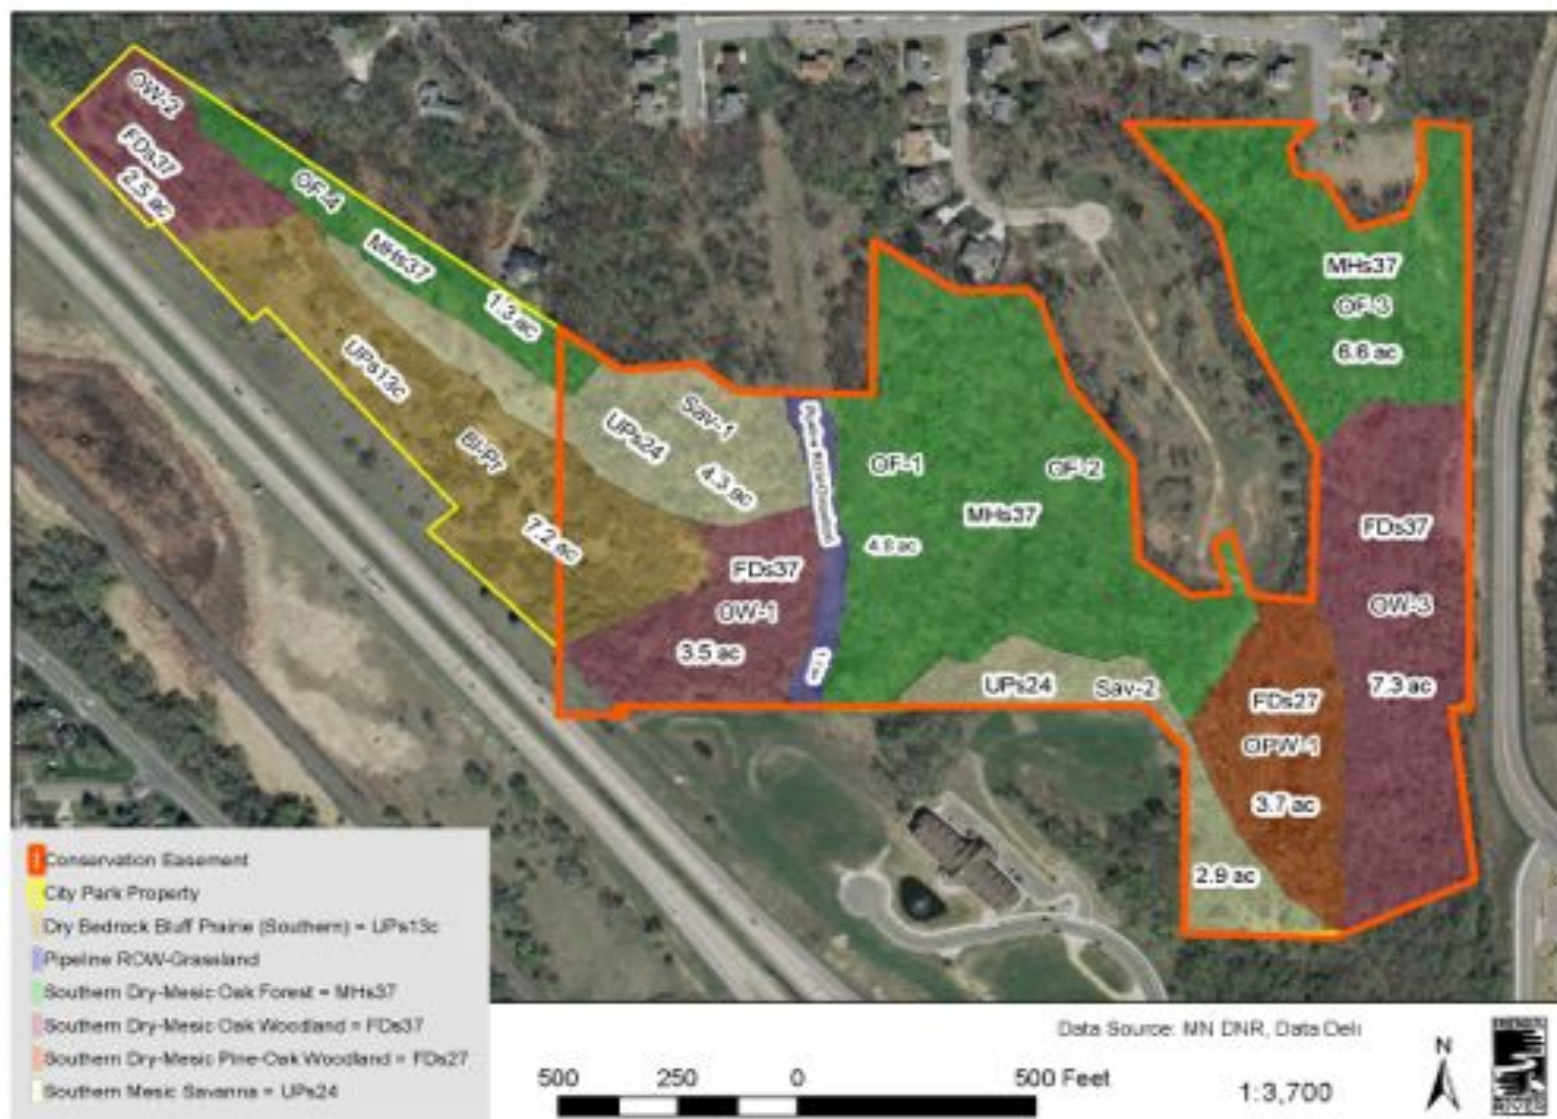 OW-2
FDs37
2.5 ac
OF-4
MHs37
1.3 ac
UPs13c
Bl-Pr
7.2 ac
Sav-1
UPs24
4.3 ac
FDs37
OW-1
3.5 ac
OF-1
OF-2
MHs37
4.8 ac
UPs24
Sav-2
2.9 ac
MHs37
OF-3
6.6 ac
FDs37
OW-3
7.3 ac
FDs27
OPW-1
3.7 ac
Conservation Easement
City Park Property
Dry Bedrock Bluff Prairie (Southern) = UPs13c
Pipeline ROW-Grassland
Southern Dry-Mesic Oak Forest = MHs37
Southern Dry-Mesic Oak Woodland = FDs37
Southern Dry-Mesic Pine-Oak Woodland = FDs27
Southern Mesic Savanna = UPs24
Data Source: MN DNR, Data Deli
500 250 0 500 Feet
1:3,700
N